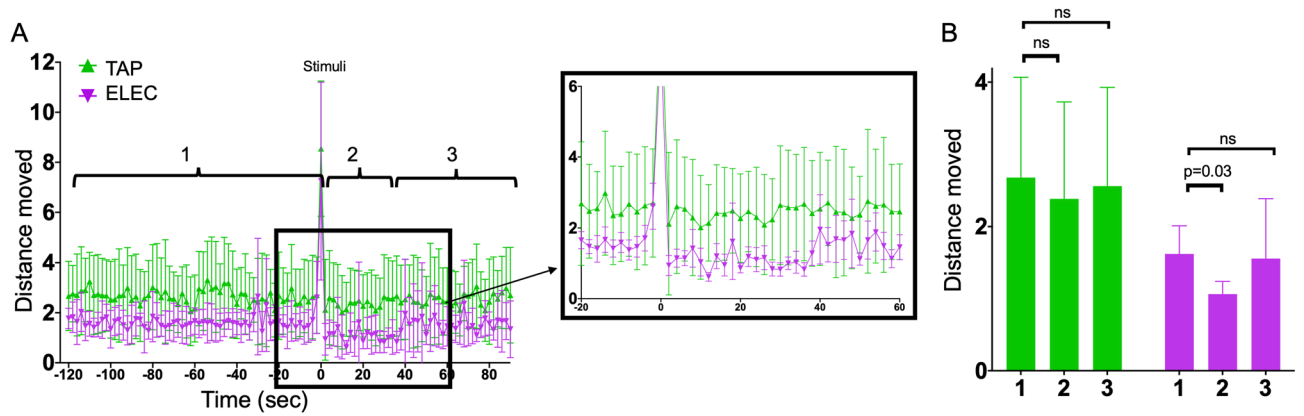 A
TAP
ELEC
Stimuli
Distance moved
12
10
8
6
4
2
0
1
2
3
-120 -100 -80 -60 -40 -20 0 20 40 60 80
Time (sec)
6
4
2
0
-20 0 20 40 60
B
ns
ns
ns
p=0.03
Distance moved
4
2
0
1 2 3 1 2 3